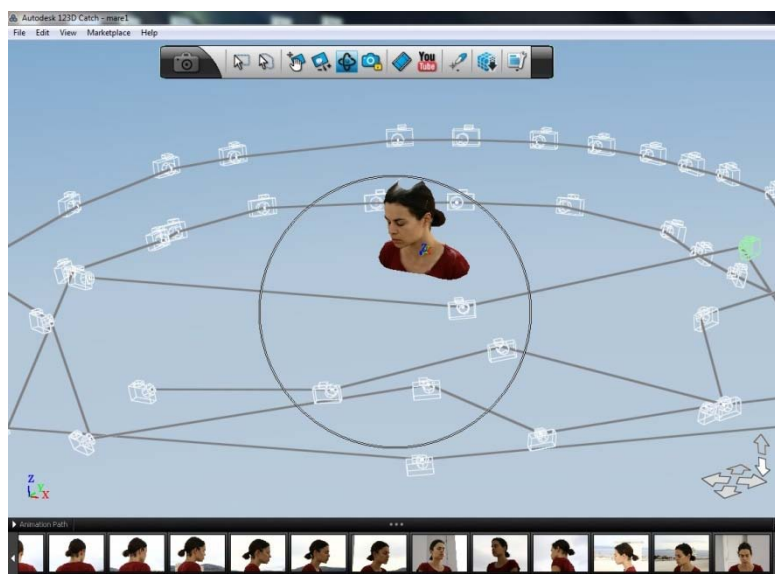 Autodesk 123D Catch - mare1
File Edit View Marketplace Help
You
Tube
Z
Z
Y
X
Animation Path